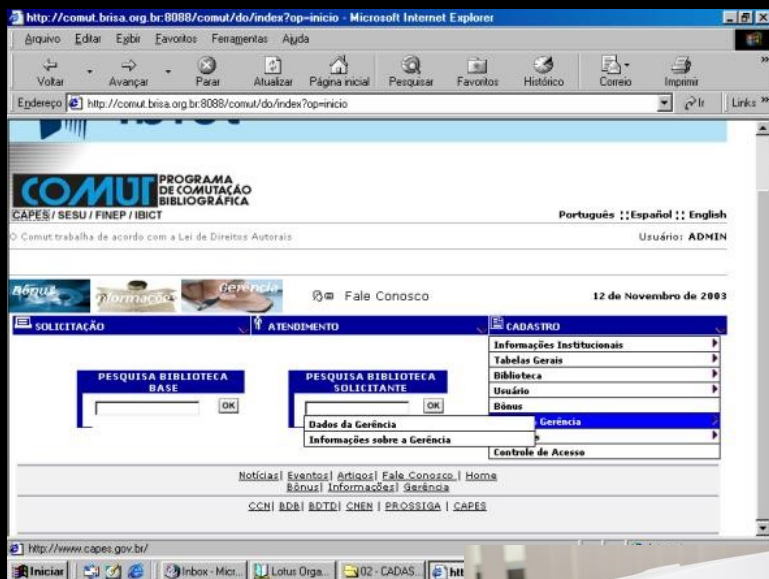 http://comut.brisa.org.br:8088/comut/do/index?op=inicio - Microsoft Internet Explorer
Arquivo Editar Exibir Favoritos Ferramentas Ajuda
Voltar Avançar Parar Atualizar Página inicial Pesquisar Favoritos Histórico Correio Imprimir
Endereço http://comut.brisa.org.br:8088/comut/do/index?op=inicio Ir Links
COMUT PROGRAMA
DE COMUTAÇÃO
BIBLIOGRÁFICA
CAPES / SESU / FINEP / IBICT Português Español English
O Comut trabalha de acordo com a Lei de Direitos Autorais Usuário: ADMIN
Bônus Informações Gerência Fale Conosco 12 de Novembro de 2003
SOLICITAÇÃO ATENDIMENTO CADASTRO
Informações Institucionais
Tabelas Gerais
Biblioteca
Usuário
Bônus
Gerência
Controle de Acesso
PESQUISA BIBLIOTECA
BASE
OK
PESQUISA BIBLIOTECA
SOLICITANTE
OK
Dados da Gerência
Informações sobre a Gerência
Notícias| Eventos| Artigos| Fale Conosco | Home
Bônus| Informações| Gerência
CCN| BDB| BDTD| CNEN | PROSSIGA | CAPES
http://www.capes.gov.br/
Iniciar Inbox - Micr... Lotus Orga... 02 - CADAS... htt